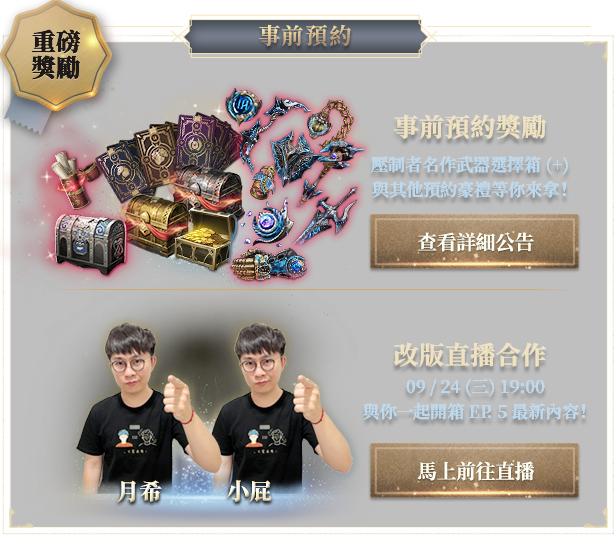 重磅
獎勵
事前預約
事前預約獎勵
壓制者名作武器選擇箱 (+)
與其他預約豪禮等你來拿!
查看詳細公告
改版直播合作
09 / 24 (三) 19:00
與你一起開箱 EP. 5 最新內容!
馬上前往直播
月希
小屁